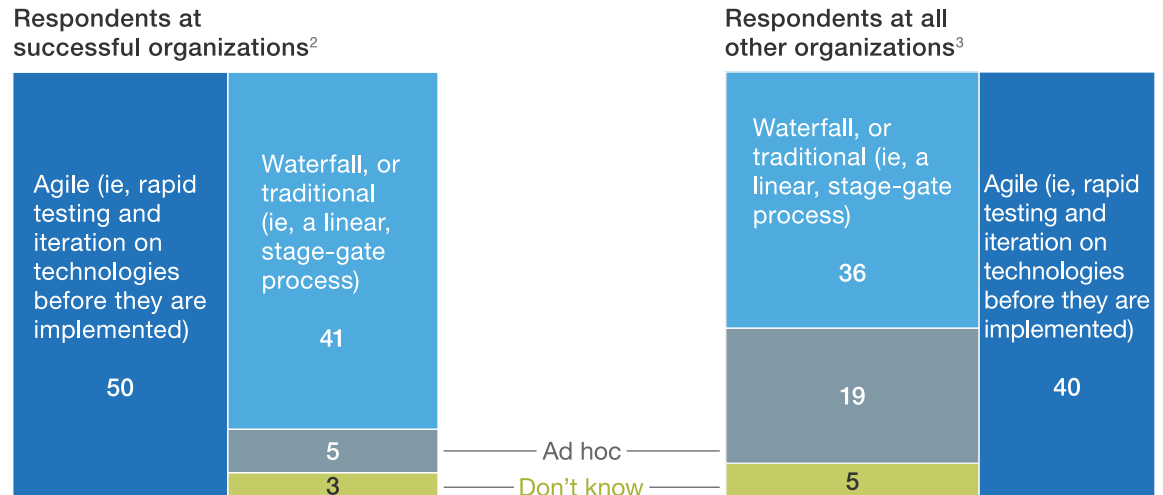 Respondents at
successful organizations²
Agile (ie, rapid
testing and
iteration on
technologies
before they are
implemented)
50
Waterfall, or
traditional
(ie, a linear,
stage-gate
process)
41
5
3
Ad hoc
Don't know
Respondents at all
other organizations³
Waterfall, or
traditional (ie, a
linear, stage-gate
process)
36
19
5
Agile (ie, rapid
testing and
iteration on
technologies
before they are
implemented)
40